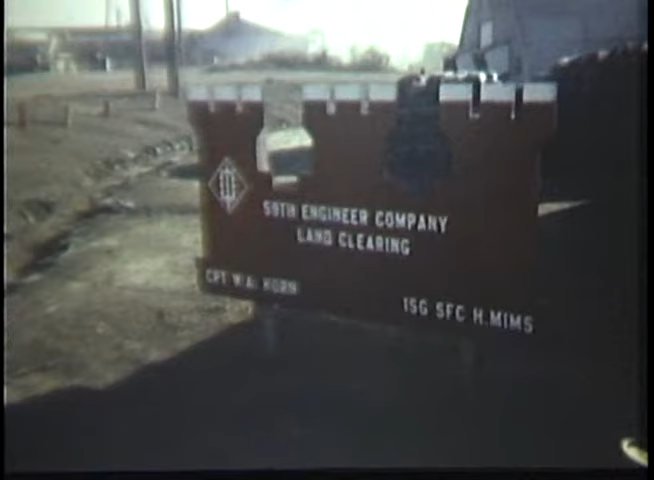 59TH ENGINEER COMPANY
LAND CLEARING
CPT W.A. HORN
1SG SFC H.MIMS